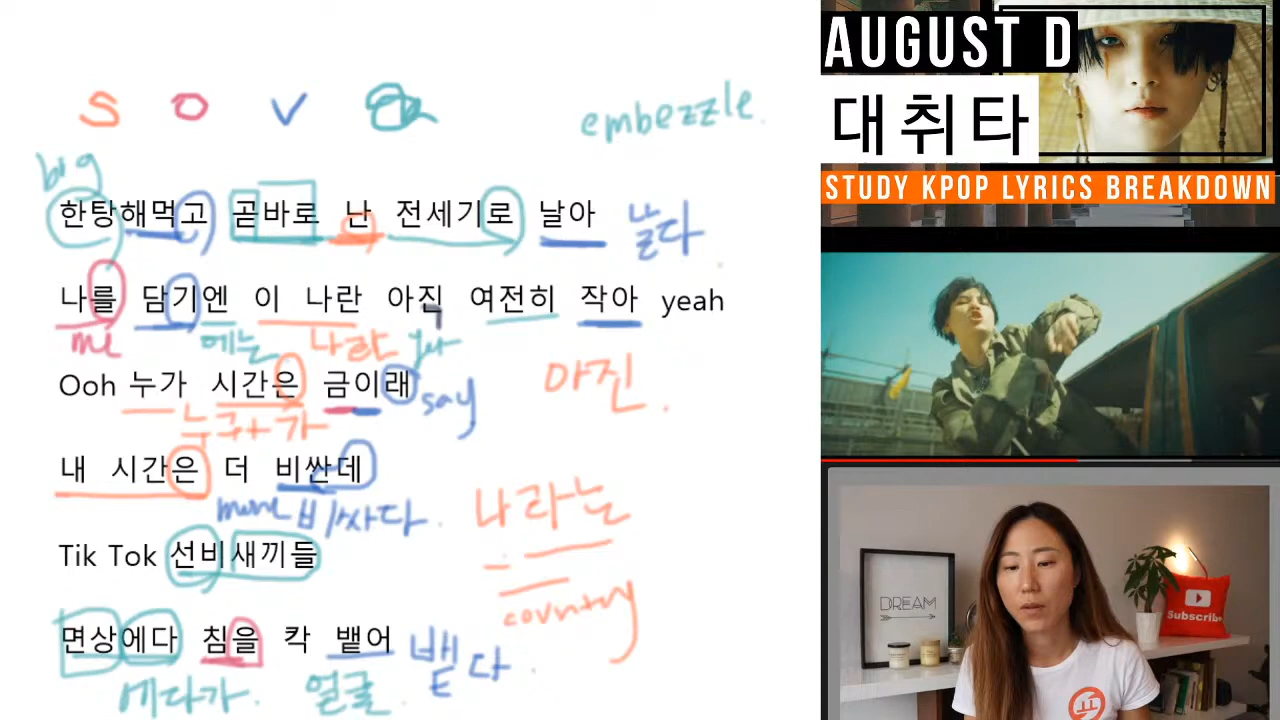 S O V
embezzle.
big
한탕해먹고 곧바로 난 전세기로 날아
날다
나를 담기엔 이 나란 아진 여전히 작아 yeah
me 에는 나라는
Ooh 누가 시간은 금이래
say
아진.
누구+가
내 시간은 더 비싼데
more 비싸다.
나라는
country
Tik Tok 선비새끼들
면상에다 침을 칵 뱉어
뱉다.
에다가. 얼굴.
AUGUST D
대취타
STUDY KPOP LYRICS BREAKDOWN
DREAM
Subscribe